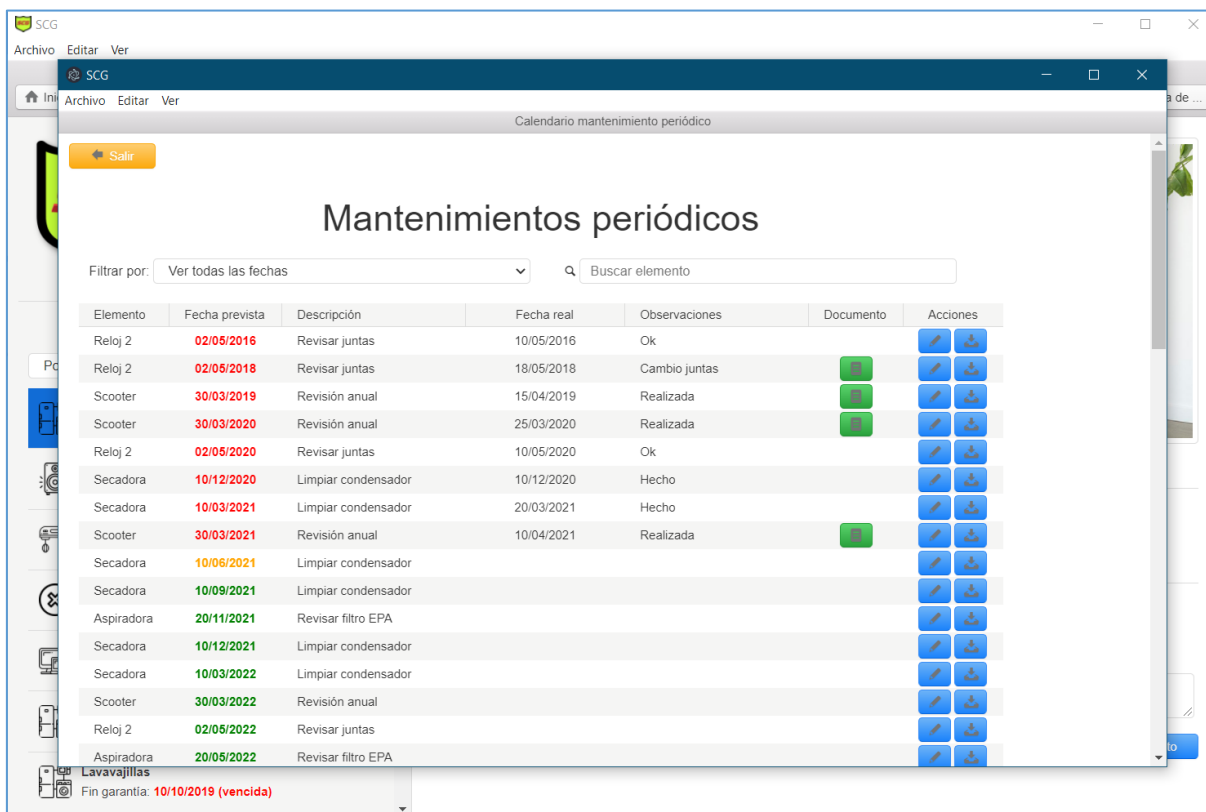 SCG
Archivo Editar Ver
SCG
Archivo Editar Ver
a de ...
Calendario mantenimiento periódico
Salir
Mantenimientos periódicos
Filtrar por: Ver todas las fechas Buscar elemento
Elemento Fecha prevista Descripción Fecha real Observaciones Documento Acciones
Reloj 2 02/05/2016 Revisar juntas 10/05/2016 Ok
Reloj 2 02/05/2018 Revisar juntas 18/05/2018 Cambio juntas
Scooter 30/03/2019 Revisión anual 15/04/2019 Realizada
Scooter 30/03/2020 Revisión anual 25/03/2020 Realizada
Reloj 2 02/05/2020 Revisar juntas 10/05/2020 Ok
Secadora 10/12/2020 Limpiar condensador 10/12/2020 Hecho
Secadora 10/03/2021 Limpiar condensador 20/03/2021 Hecho
Scooter 30/03/2021 Revisión anual 10/04/2021 Realizada
Secadora 10/06/2021 Limpiar condensador
Secadora 10/09/2021 Limpiar condensador
Aspiradora 20/11/2021 Revisar filtro EPA
Secadora 10/12/2021 Limpiar condensador
Secadora 10/03/2022 Limpiar condensador
Scooter 30/03/2022 Revisión anual
Reloj 2 02/05/2022 Revisar juntas
Aspiradora 20/05/2022 Revisar filtro EPA
Lavavajillas
Fin garantía: 10/10/2019 (vencida)